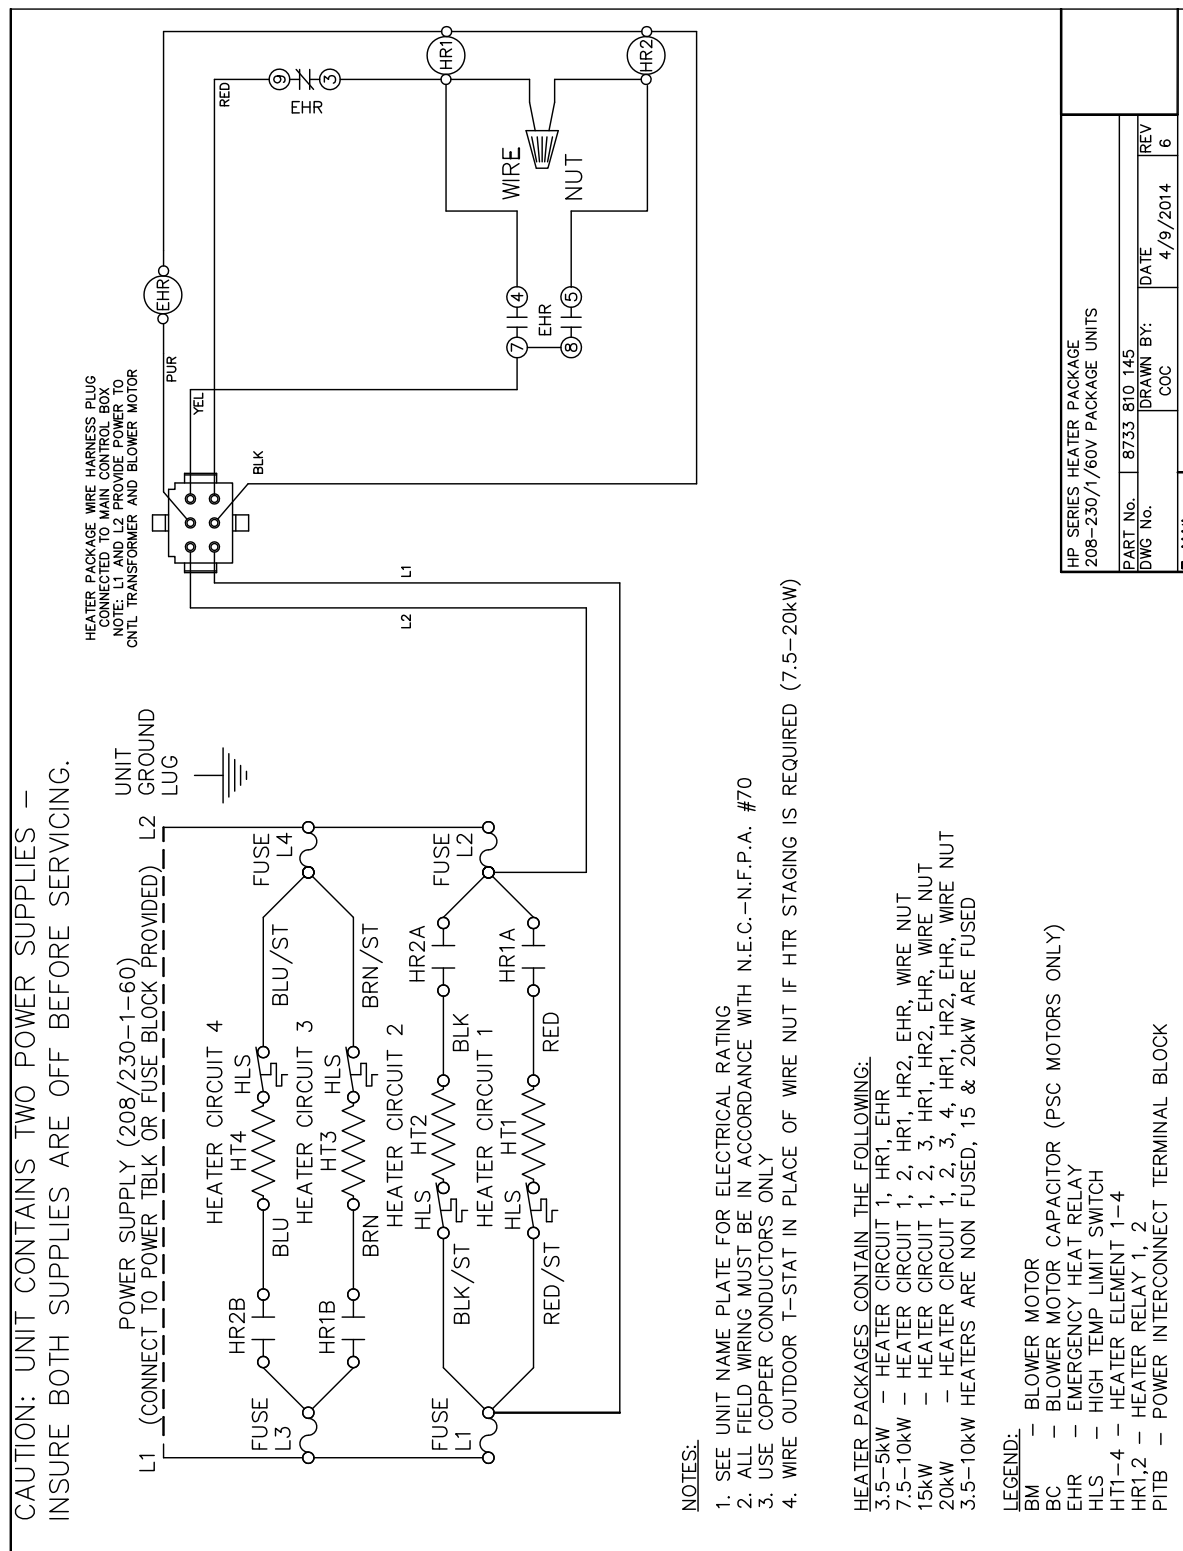 CAUTION: UNIT CONTAINS TWO POWER SUPPLIES –
INSURE BOTH SUPPLIES ARE OFF BEFORE SERVICING.
POWER SUPPLY (208/230-1-60)
L1 (CONNECT TO POWER TBLK OR FUSE BLOCK PROVIDED) L2
UNIT
GROUND
LUG
HEATER PACKAGE WIRE HARNESS PLUG
CONNECTED TO MAIN CONTROL BOX
NOTE: L1 AND L2 PROVIDE POWER TO
CNTL TRANSFORMER AND BLOWER MOTOR
HEATER CIRCUIT 4
FUSE
L3
HR2B
BLU
HT4
HLS
BLU/ST
FUSE
L4
HEATER CIRCUIT 3
HR1B
BRN
HT3
HLS
BRN/ST
HEATER CIRCUIT 2
FUSE
L1
BLK/ST
HLS
HT2
BLK
HR2A
FUSE
L2
HEATER CIRCUIT 1
RED/ST
HLS
HT1
RED
HR1A
L2
L1
PUR
EHR
YEL
RED
BLK
9
3
EHR
HR1
HR2
WIRE
NUT
7
4
EHR
8
5
NOTES:
1. SEE UNIT NAME PLATE FOR ELECTRICAL RATING
2. ALL FIELD WIRING MUST BE IN ACCORDANCE WITH N.E.C.-N.F.P.A. #70
3. USE COPPER CONDUCTORS ONLY
4. WIRE OUTDOOR T-STAT IN PLACE OF WIRE NUT IF HTR STAGING IS REQUIRED (7.5-20kW)
HEATER PACKAGES CONTAIN THE FOLLOWING:
3.5-5kW – HEATER CIRCUIT 1, HR1, EHR
7.5-10kW – HEATER CIRCUIT 1, 2, HR1, HR2, EHR, WIRE NUT
15kW – HEATER CIRCUIT 1, 2, 3, HR1, HR2, EHR, WIRE NUT
20kW – HEATER CIRCUIT 1, 2, 3, 4, HR1, HR2, EHR, WIRE NUT
3.5-10kW HEATERS ARE NON FUSED, 15 & 20kW ARE FUSED
LEGEND:
BM – BLOWER MOTOR
BC – BLOWER MOTOR CAPACITOR (PSC MOTORS ONLY)
EHR – EMERGENCY HEAT RELAY
HLS – HIGH TEMP LIMIT SWITCH
HT1-4 – HEATER ELEMENT 1-4
HR1,2 – HEATER RELAY 1, 2
PITB – POWER INTERCONNECT TERMINAL BLOCK
HP SERIES HEATER PACKAGE
208-230/1/60V PACKAGE UNITS
PART No. 8733 810 145
DWG No. DRAWN BY: COC DATE 4/9/2014 REV 6